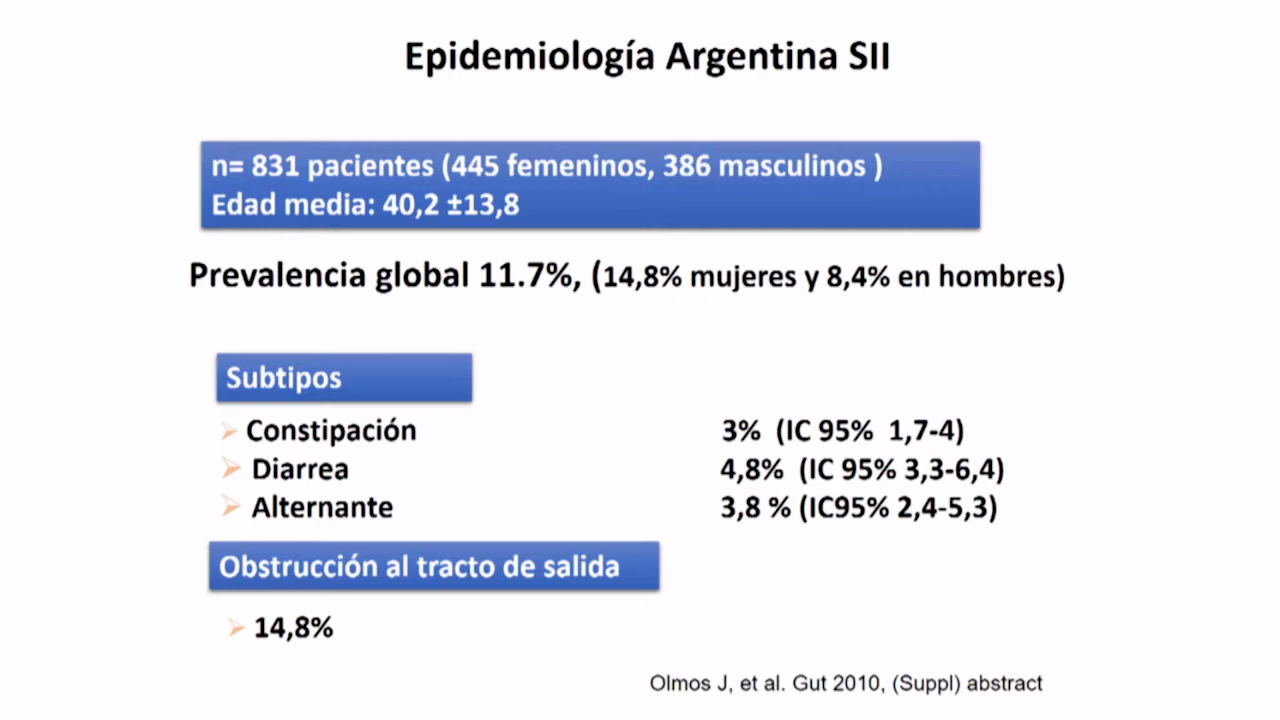 Epidemiología Argentina SII
n= 831 pacientes (445 femeninos, 386 masculinos )
Edad media: 40,2 ±13,8
Prevalencia global 11.7%, (14,8% mujeres y 8,4% en hombres)
Subtipos
Constipación 3% (IC 95% 1,7-4)
Diarrea 4,8% (IC 95% 3,3-6,4)
Alternante 3,8 % (IC95% 2,4-5,3)
Obstrucción al tracto de salida
14,8%
Olmos J, et al. Gut 2010, (Suppl) abstract